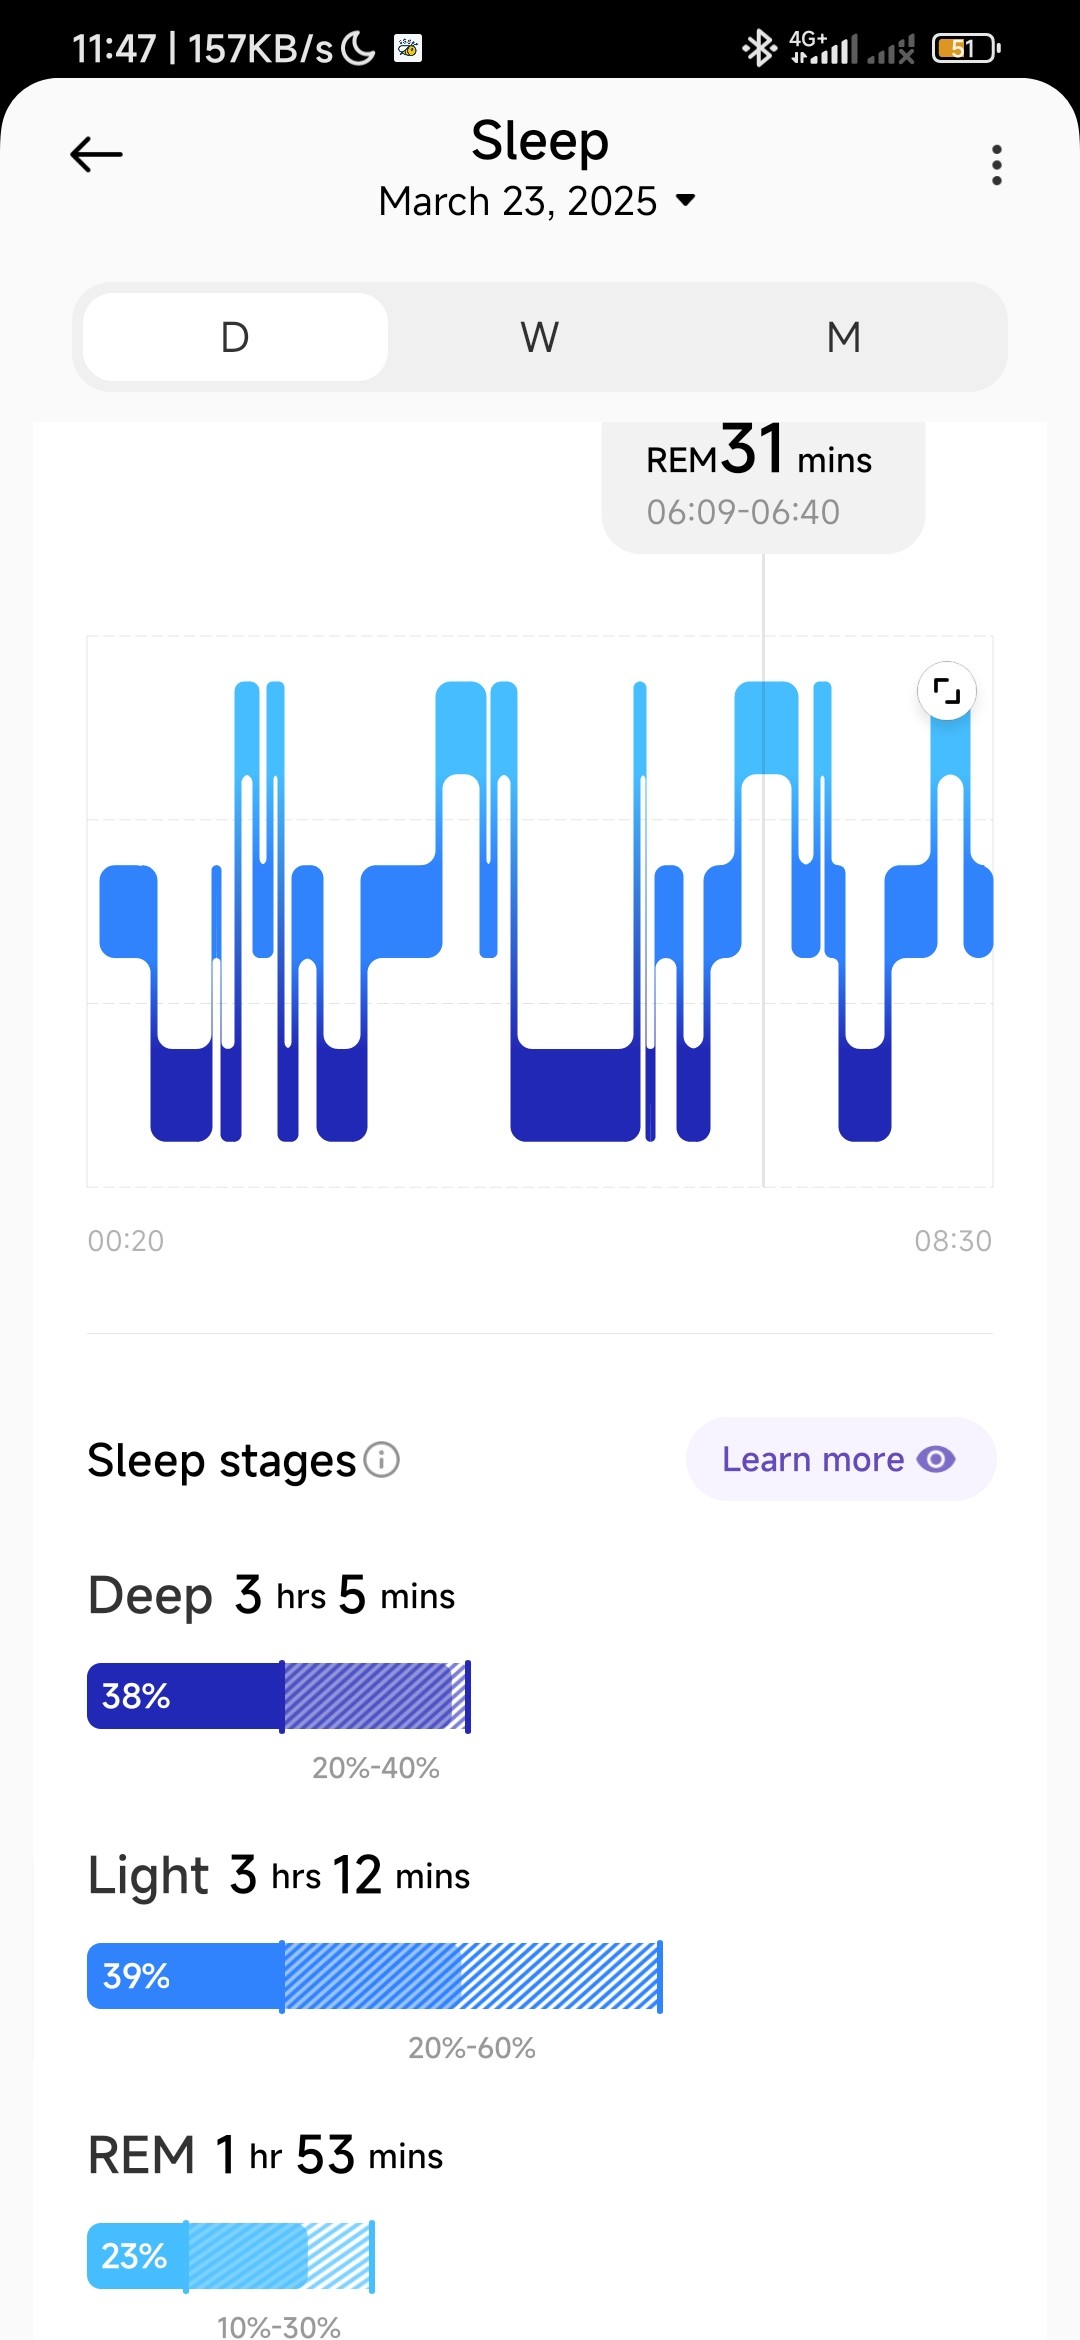 11:47 | 157KB/s
4G+
51
Sleep
March 23, 2025
D W M
REM 31 mins
06:09-06:40
00:20 08:30
Sleep stages
Learn more
Deep 3 hrs 5 mins
38%
20%-40%
Light 3 hrs 12 mins
39%
20%-60%
REM 1 hr 53 mins
23%
10%-30%